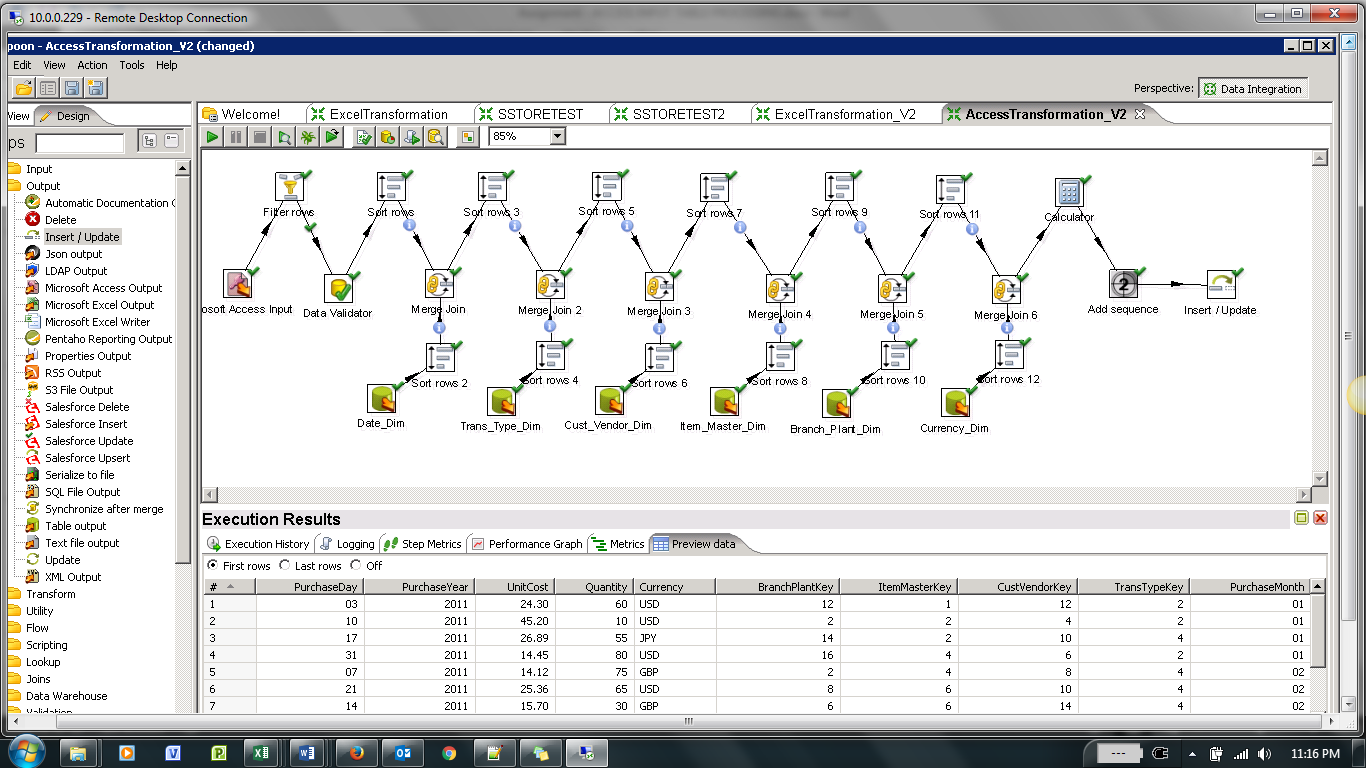 10.0.0.229 - Remote Desktop Connection
poon - AccessTransformation_V2 (changed)
Edit View Action Tools Help
Perspective: Data Integration
View Design
Welcome! ExcelTransformation SSTORETEST SSTORETEST2 ExcelTransformation_V2 AccessTransformation_V2
ps
85%
Input
Output
Automatic Documentation
Delete
Insert / Update
Json output
LDAP Output
Microsoft Access Output
Microsoft Excel Output
Microsoft Excel Writer
Pentaho Reporting Output
Properties Output
RSS Output
S3 File Output
Salesforce Delete
Salesforce Insert
Salesforce Update
Salesforce Upsert
Serialize to file
SQL File Output
Synchronize after merge
Table output
Text file output
Update
XML Output
Transform
Utility
Flow
Scripting
Lookup
Joins
Data Warehouse
Validation
Filter rows Sort rows Sort rows 3 Sort rows 5 Sort rows 7 Sort rows 9 Sort rows 11 Calculator
osoft Access Input Data Validator Merge Join Merge Join 2 Merge Join 3 Merge Join 4 Merge Join 5 Merge Join 6 Add sequence Insert / Update
Sort rows 2 Sort rows 4 Sort rows 6 Sort rows 8 Sort rows 10 Sort rows 12
Date_Dim Trans_Type_Dim Cust_Vendor_Dim Item_Master_Dim Branch_Plant_Dim Currency_Dim
Execution Results
Execution History Logging Step Metrics Performance Graph Metrics Preview data
First rows Last rows Off
# PurchaseDay PurchaseYear UnitCost Quantity Currency BranchPlantKey ItemMasterKey CustVendorKey TransTypeKey PurchaseMonth
1 03 2011 24.30 60 USD 12 1 12 2 01
2 10 2011 45.20 10 USD 2 2 4 2 01
3 17 2011 26.89 55 JPY 14 2 10 4 01
4 31 2011 14.45 80 USD 16 4 6 2 01
5 07 2011 14.12 75 GBP 2 4 8 4 02
6 21 2011 25.36 65 USD 8 6 10 4 02
7 14 2011 15.70 30 GBP 6 6 14 4 02
11:16 PM